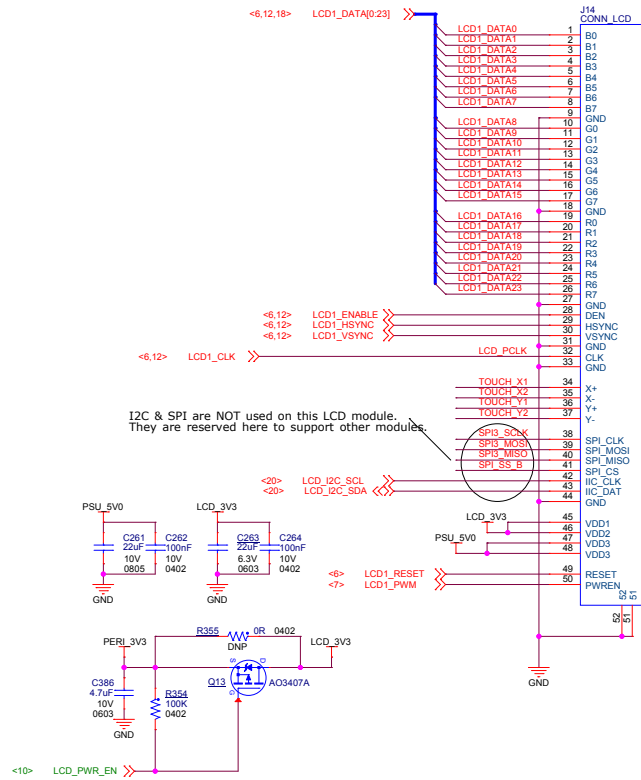 J14
CONN_LCD
<6,12,18> LCD1_DATA[0:23]
LCD1_DATA0 1 B0
LCD1_DATA1 2 B1
LCD1_DATA2 3 B2
LCD1_DATA3 4 B3
LCD1_DATA4 5 B4
LCD1_DATA5 6 B5
LCD1_DATA6 7 B6
LCD1_DATA7 8 B7
9 GND
LCD1_DATA8 10 G0
LCD1_DATA9 11 G1
LCD1_DATA10 12 G2
LCD1_DATA11 13 G3
LCD1_DATA12 14 G4
LCD1_DATA13 15 G5
LCD1_DATA14 16 G6
LCD1_DATA15 17 G7
18 GND
LCD1_DATA16 19 R0
LCD1_DATA17 20 R1
LCD1_DATA18 21 R2
LCD1_DATA19 22 R3
LCD1_DATA20 23 R4
LCD1_DATA21 24 R5
LCD1_DATA22 25 R6
LCD1_DATA23 26 R7
27 GND
<6,12> LCD1_ENABLE 28 DEN
<6,12> LCD1_HSYNC 29 HSYNC
<6,12> LCD1_VSYNC 30 VSYNC
31 GND
<6,12> LCD1_CLK LCD_PCLK 32 CLK
33 GND
TOUCH_X1 34 X+
TOUCH_X2 35 X-
TOUCH_Y1 36 Y+
TOUCH_Y2 37 Y-
I2C & SPI are NOT used on this LCD module.
They are reserved here to support other modules.
SPI3_SCLK 38 SPI_CLK
SPI3_MOSI 39 SPI_MOSI
SPI3_MISO 40 SPI_MISO
SPI_SS_B 41 SPI_CS
<20> LCD_I2C_SCL 42 IIC_CLK
<20> LCD_I2C_SDA 43 IIC_DAT
44 GND
LCD_3V3 45 VDD1
46 VDD2
PSU_5V0 47 VDD3
48 VDD3
<6> LCD1_RESET 49 RESET
<7> LCD1_PWM 50 PWREN
52 51
52 51
GND
PSU_5V0 LCD_3V3
C261 C262 C263 C264
22uF 100nF 22uF 100nF
10V 10V 6.3V 10V
0805 0402 0603 0402
GND GND
R355 0R 0402
DNP
PERI_3V3 LCD_3V3
S D
G
Q13 AO3407A
C386
4.7uF
10V
0603
GND
R354
100K
0402
<10> LCD_PWR_EN